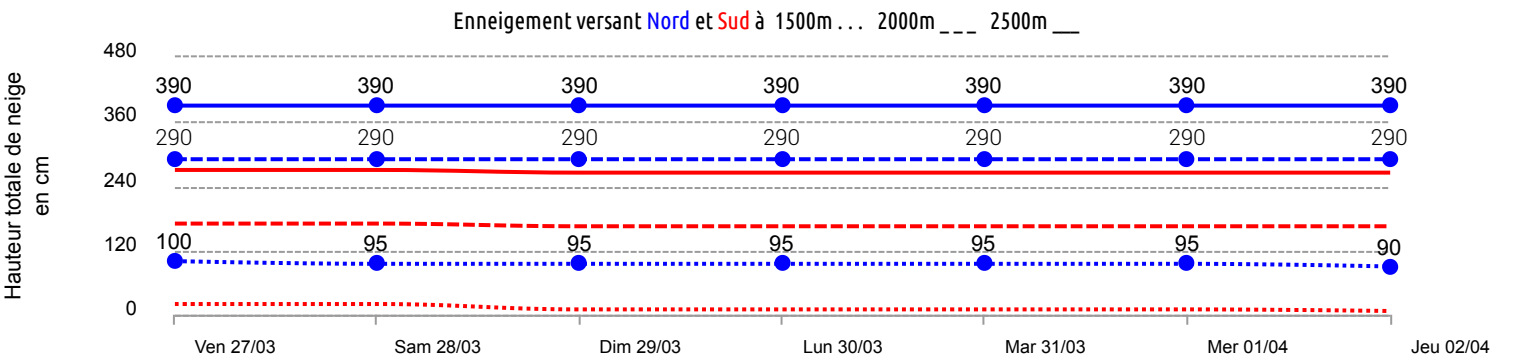 Enneigement versant Nord et Sud à 1500m . . . 2000m _ _ _ 2500m __
Hauteur totale de neige
en cm
480
390 390 390 390 390 390 390
360
290 290 290 290 290 290 290
240
120
100 95 95 95 95 95 90
0
Ven 27/03 Sam 28/03 Dim 29/03 Lun 30/03 Mar 31/03 Mer 01/04 Jeu 02/04